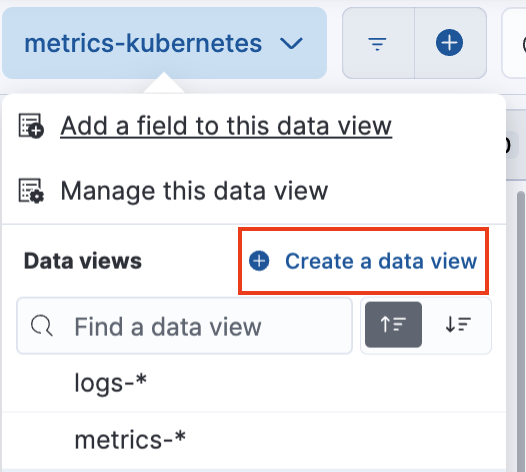 metrics-kubernetes
Add a field to this data view
Manage this data view
Data views
Create a data view
Find a data view
logs-*
metrics-*